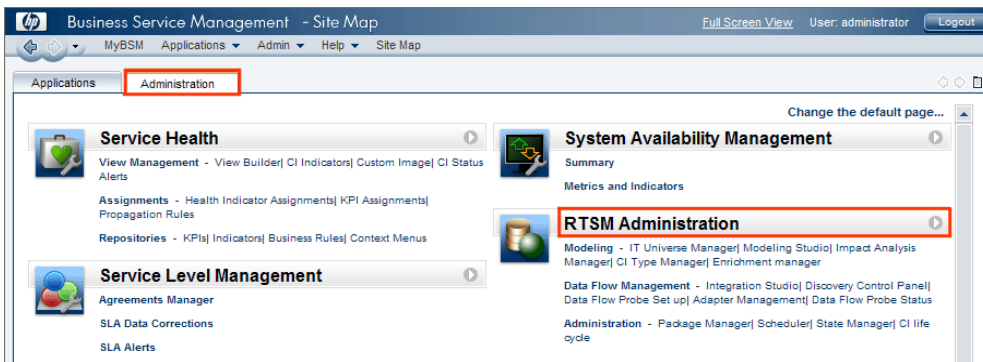 hp Business Service Management - Site Map
Full Screen View User: administrator Logout
MyBSM Applications Admin Help Site Map
Applications Administration
Change the default page...
Service Health
View Management - View Builder| CI Indicators| Custom Image| CI Status
Alerts
Assignments - Health Indicator Assignments| KPI Assignments|
Propagation Rules
Repositories - KPIs| Indicators| Business Rules| Context Menus
Service Level Management
Agreements Manager
SLA Data Corrections
SLA Alerts
System Availability Management
Summary
Metrics and Indicators
RTSM Administration
Modeling - IT Universe Manager| Modeling Studio| Impact Analysis
Manager| CI Type Manager| Enrichment manager
Data Flow Management - Integration Studio| Discovery Control Panel|
Data Flow Probe Set up| Adapter Management| Data Flow Probe Status
Administration - Package Manager| Scheduler| State Manager| CI life
cycle